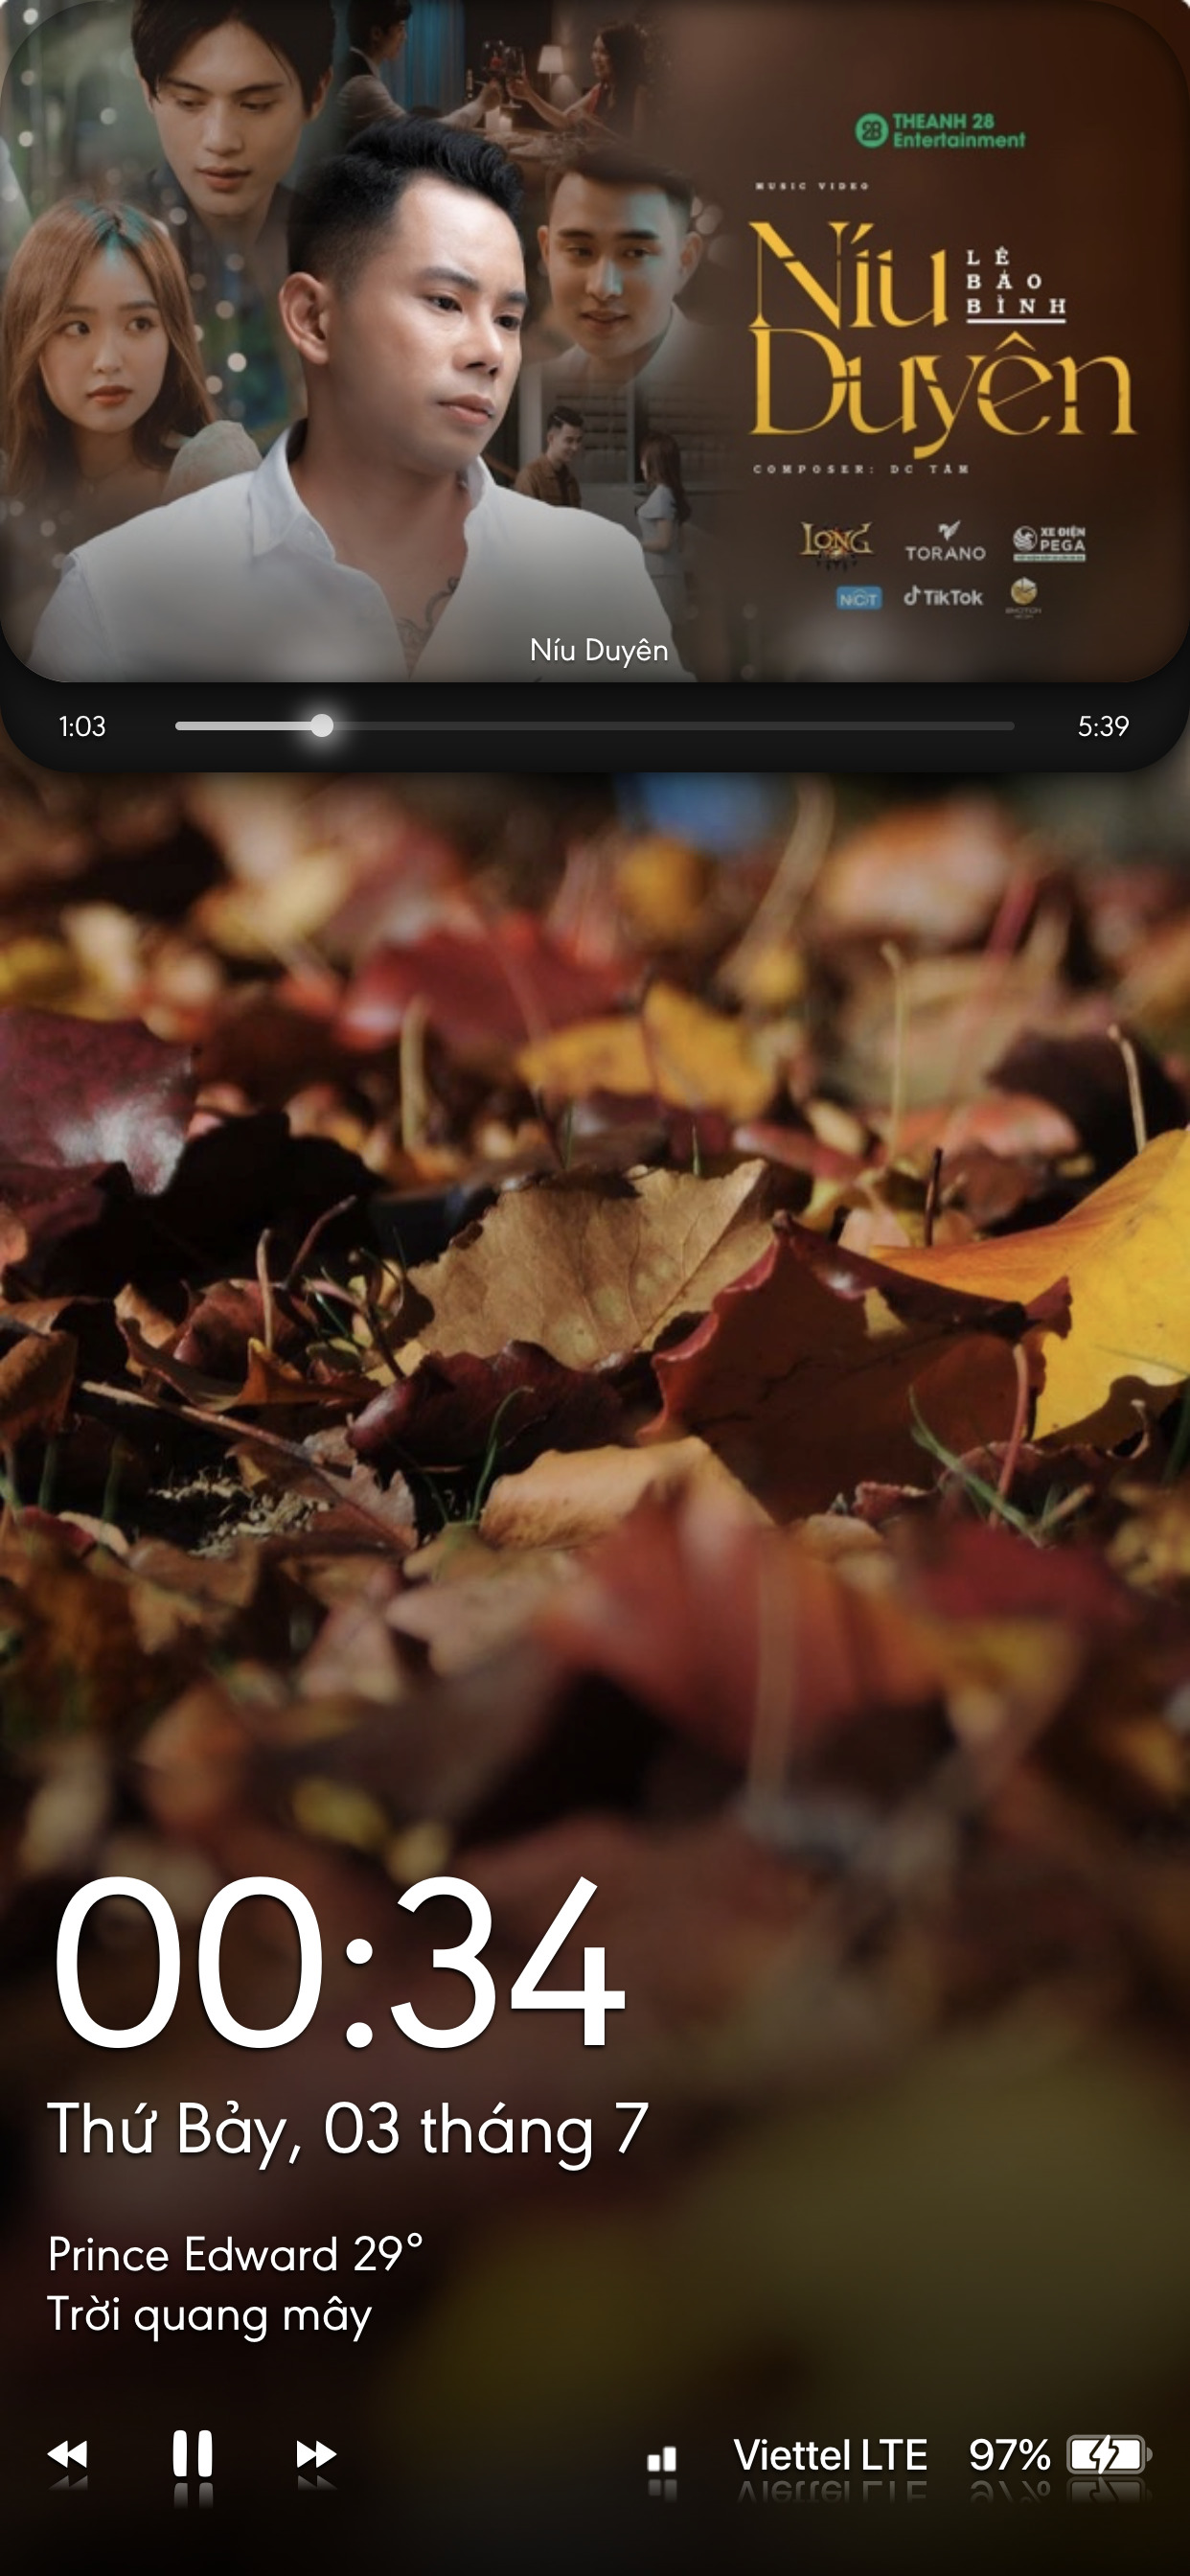 28 THEANH 28
Entertainment
MUSIC VIDEO
Níu
Duyên
LÊ
BẢO
BÌNH
COMPOSER: DC TÂM
LONG
TORANO
XE ĐIỆN
PEGA
NCT
TikTok
Níu Duyên
1:03
5:39
00:34
Thứ Bảy, 03 tháng 7
Prince Edward 29°
Trời quang mây
Viettel LTE 97%